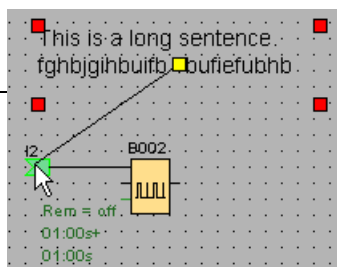 This is a long sentence.
fghbjgihbuifb bufiefubhb
I2
B002
Rem = off
01:00s+
01:00s